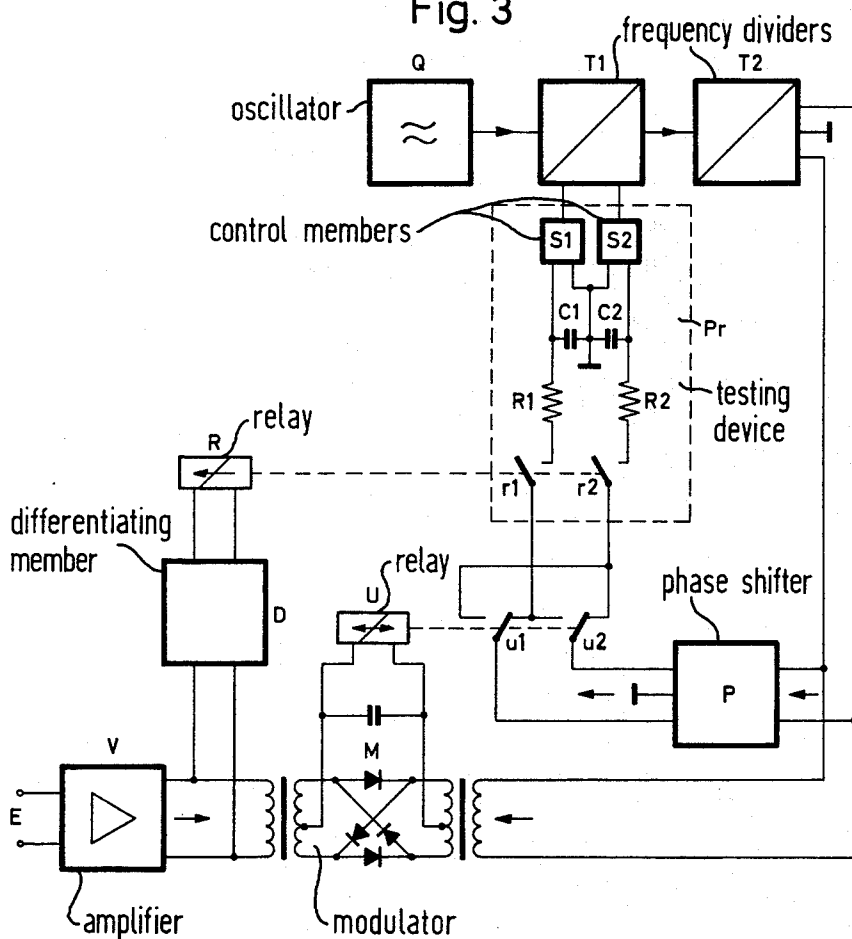 Fig. 3
frequency dividers
Q
T1
T2
oscillator
control members
S1
S2
C1
C2
Pr
R1
R2
testing
device
relay
R
r1
r2
differentiating
member
relay
phase shifter
U
D
u1
u2
P
V
M
E
amplifier
modulator